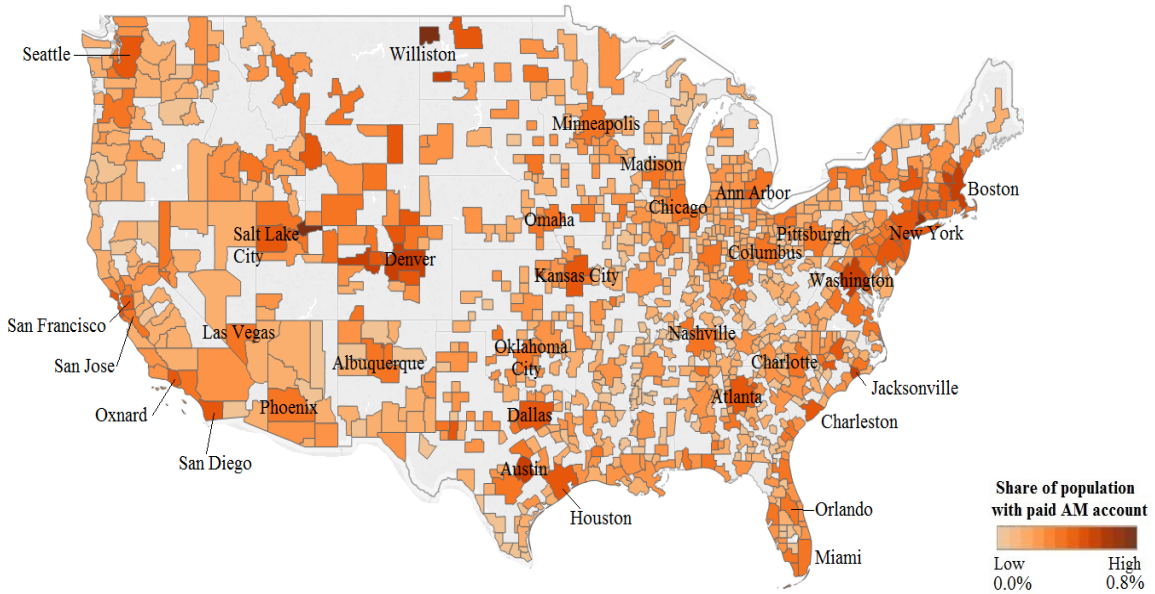 Seattle
Williston
Minneapolis
Madison
Ann Arbor
Boston
Chicago
Omaha
Salt Lake
City
Pittsburgh
New York
Columbus
Denver
Kansas City
Washington
San Francisco
Las Vegas
Nashville
San Jose
Albuquerque
Oklahoma
City
Charlotte
Jacksonville
Oxnard
Phoenix
Dallas
Atlanta
Charleston
San Diego
Austin
Houston
Orlando
Miami
Share of population
with paid AM account
Low High
0.0% 0.8%